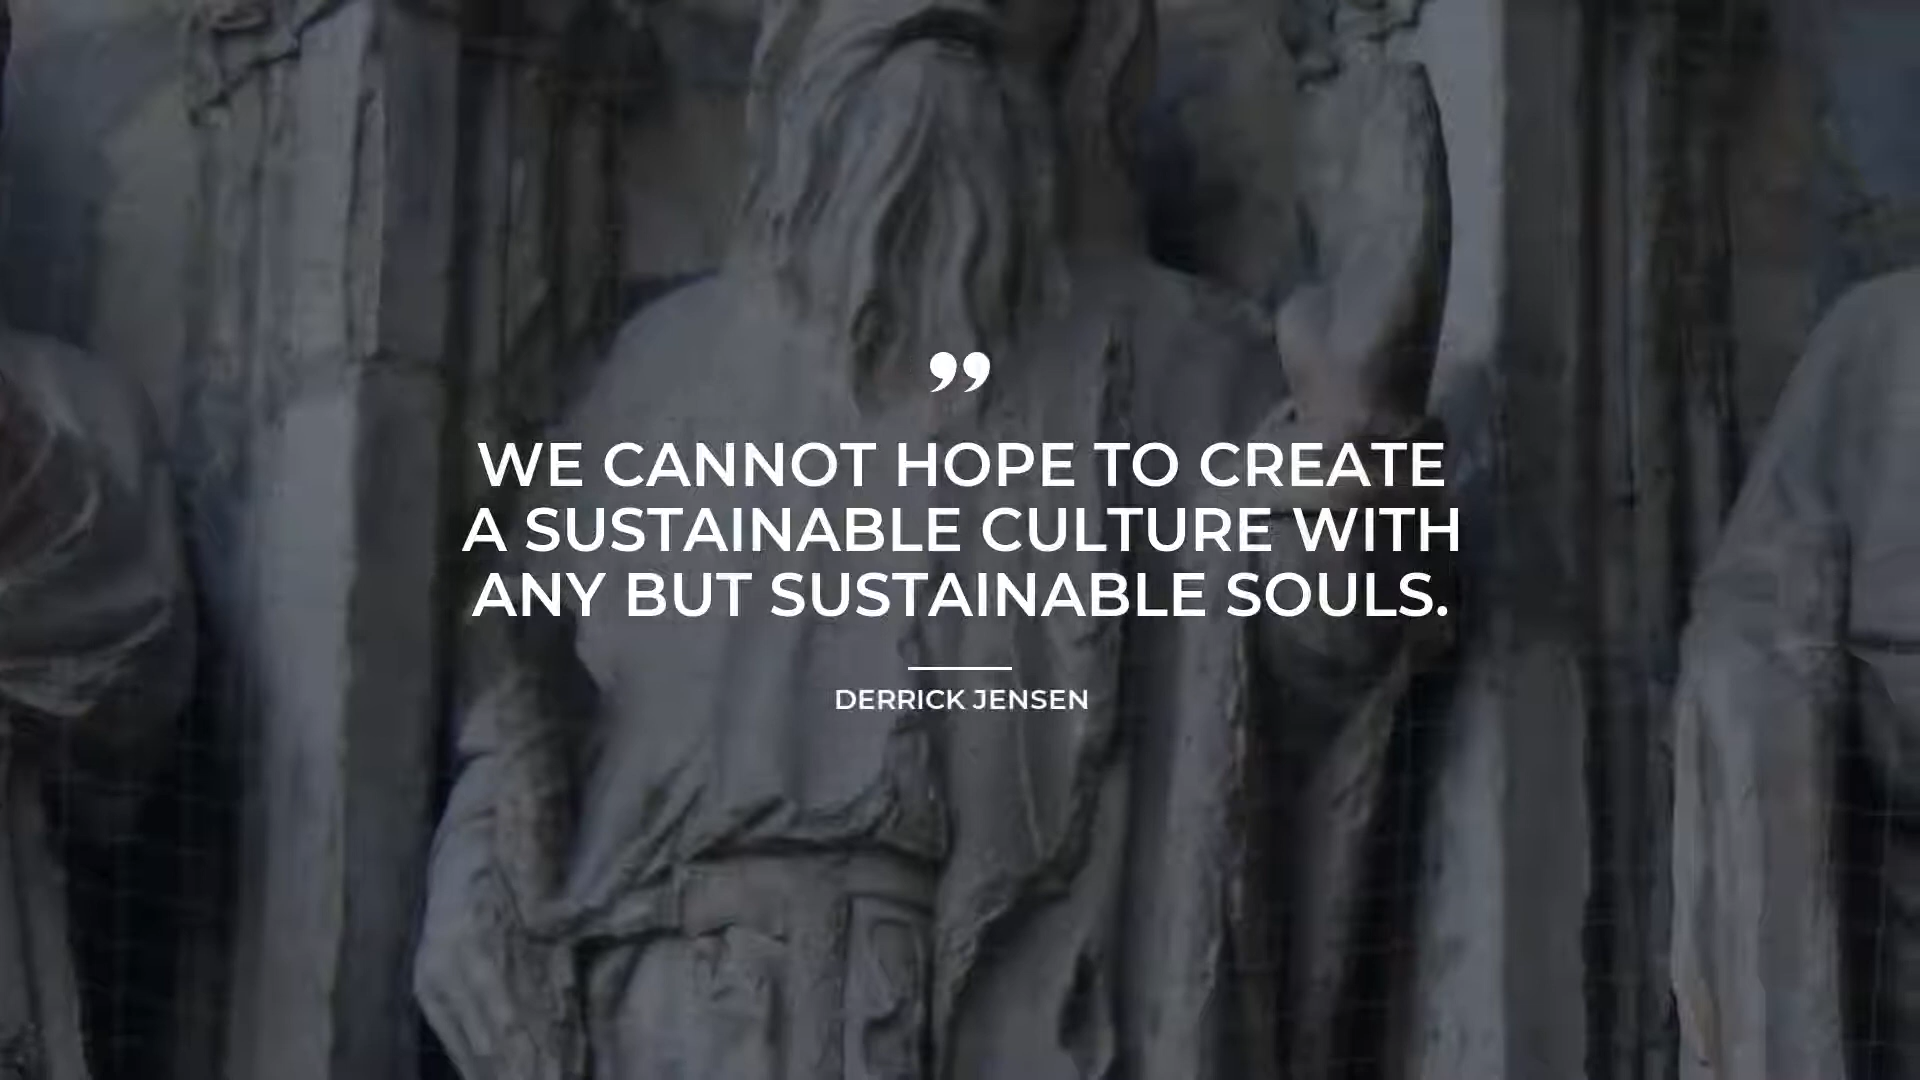 ”
WE CANNOT HOPE TO CREATE
A SUSTAINABLE CULTURE WITH
ANY BUT SUSTAINABLE SOULS.
DERRICK JENSEN